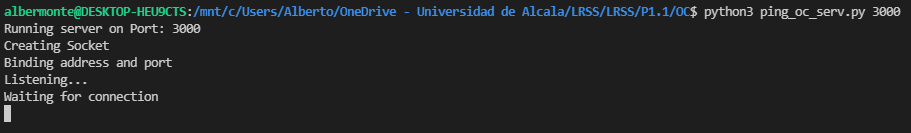 albermonte@DESKTOP-HEU9CTS:/mnt/c/Users/Alberto/OneDrive - Universidad de Alcala/LRSS/LRSS/P1.1/OC$ python3 ping_oc_serv.py 3000
Running server on Port: 3000
Creating Socket
Binding address and port
Listening...
Waiting for connection